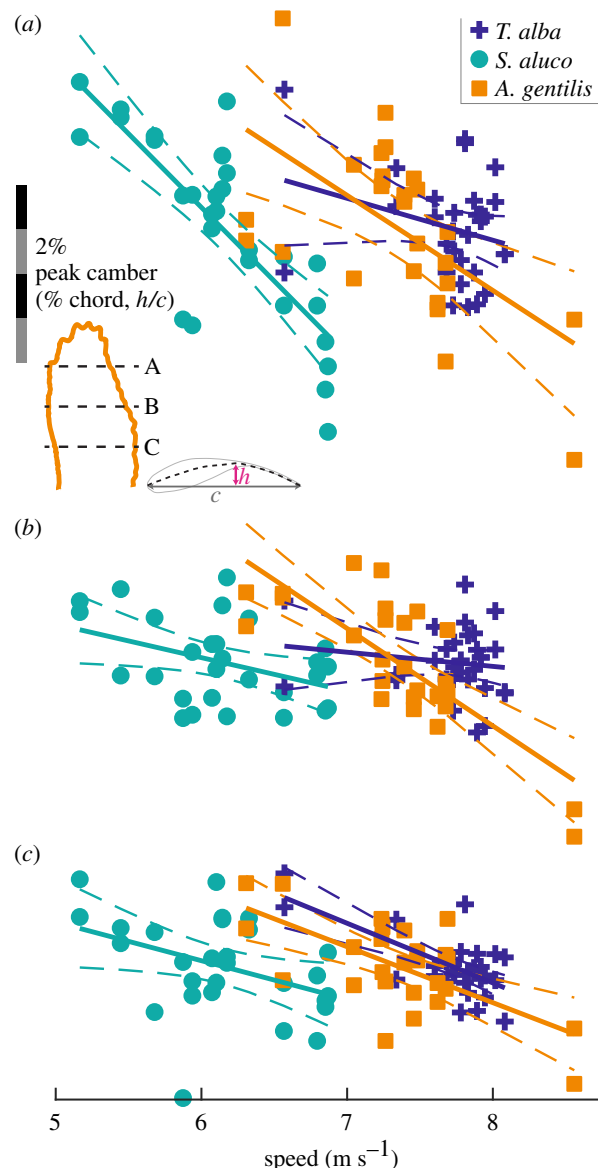 (a)
T. alba
S. aluco
A. gentilis
2%
peak camber
(% chord, h/c)
A
B
C
h
c
(b)
(c)
5 6 7 8
speed (m s⁻¹)